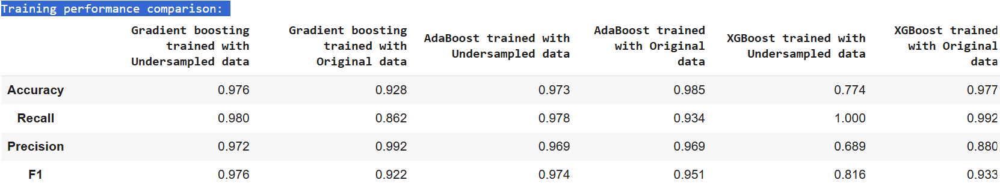 Training performance comparison:
Gradient boosting trained with Undersampled data Gradient boosting trained with Original data AdaBoost trained with Undersampled data AdaBoost trained with Original data XGBoost trained with Undersampled data XGBoost trained with Original data
Accuracy 0.976 0.928 0.973 0.985 0.774 0.977
Recall 0.980 0.862 0.978 0.934 1.000 0.992
Precision 0.972 0.992 0.969 0.969 0.689 0.880
F1 0.976 0.922 0.974 0.951 0.816 0.933